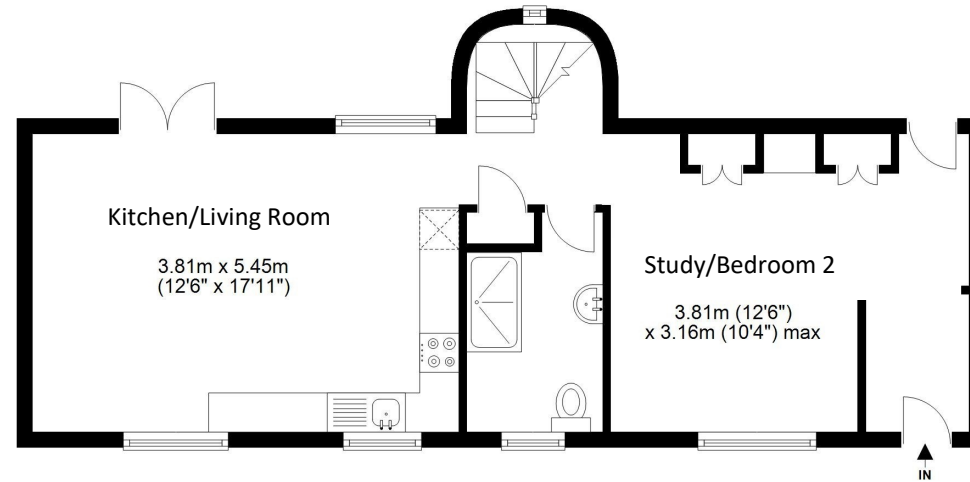 Kitchen/Living Room
3.81m x 5.45m
(12'6" x 17'11")
Study/Bedroom 2
3.81m (12'6")
x 3.16m (10'4") max
IN